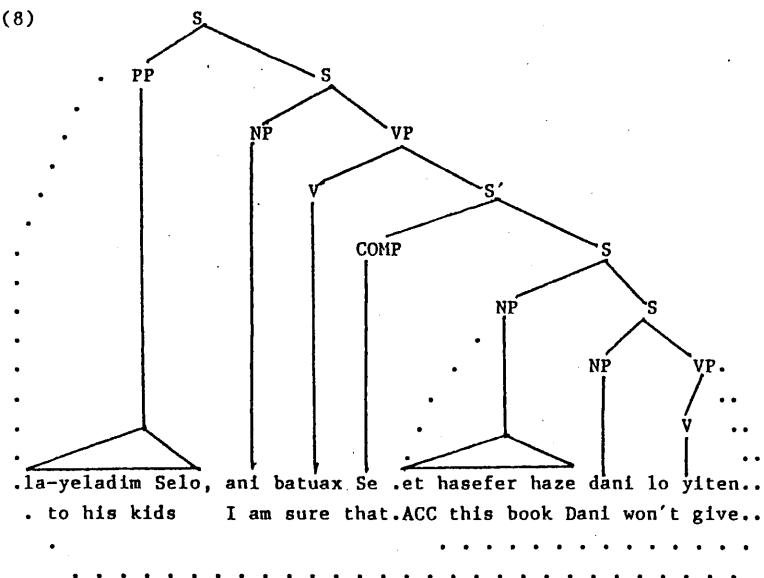 (8)
S
PP S
NP VP
V S′
COMP S
NP S
NP VP
V
la-yeladim Selo, ani batuax Se et hasefer haze dani lo yiten
to his kids I am sure that ACC this book Dani won't give